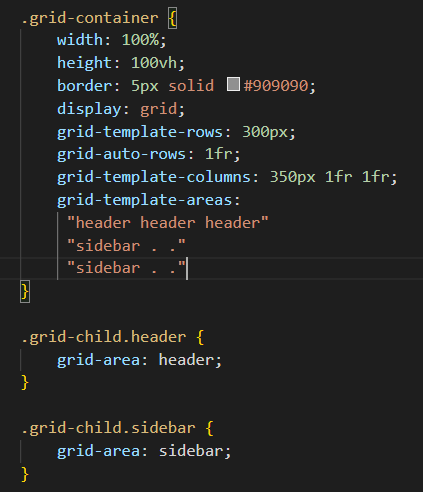 .grid-container {
width: 100%;
height: 100vh;
border: 5px solid #909090;
display: grid;
grid-template-rows: 300px;
grid-auto-rows: 1fr;
grid-template-columns: 350px 1fr 1fr;
grid-template-areas:
"header header header"
"sidebar . ."
"sidebar . ."
}
.grid-child.header {
grid-area: header;
}
.grid-child.sidebar {
grid-area: sidebar;
}